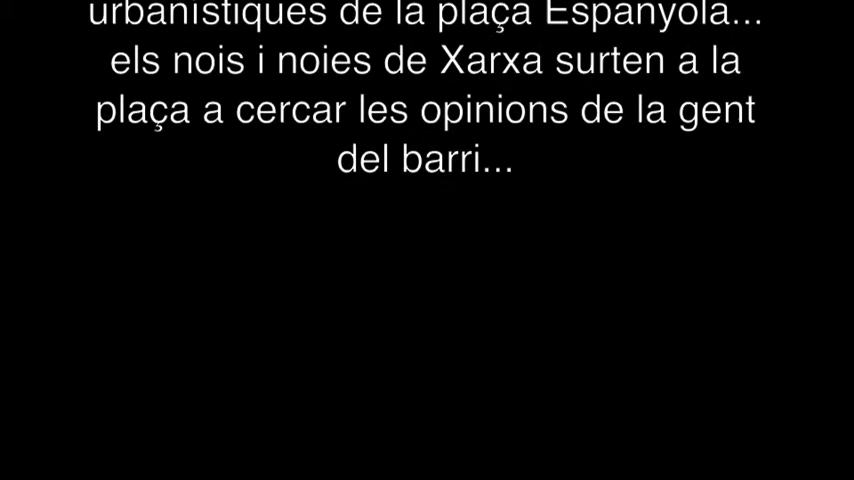 urbanístiques de la plaça Espanyola...
els nois i noies de Xarxa surten a la
plaça a cercar les opinions de la gent
del barri...